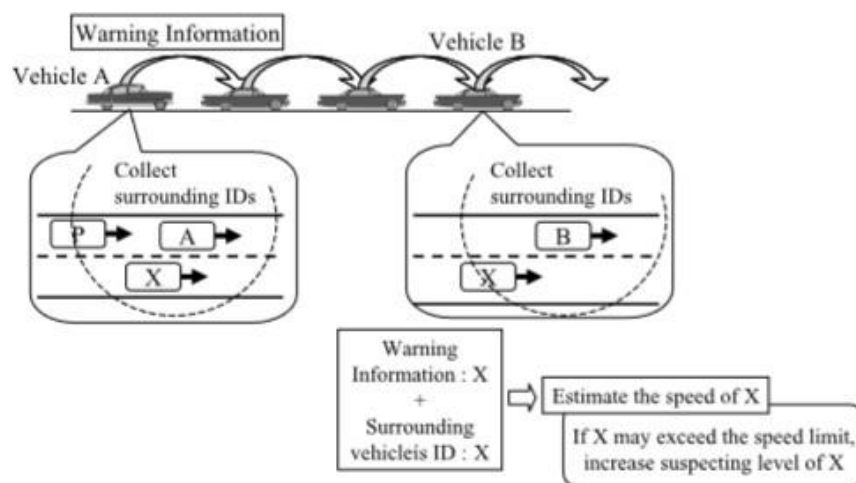 Warning Information
Vehicle A
Vehicle B
Collect
surrounding IDs
P
A
X
Collect
surrounding IDs
B
X
Warning
Information : X
+
Surrounding
vehicleis ID : X
Estimate the speed of X
If X may exceed the speed limit,
increase suspecting level of X